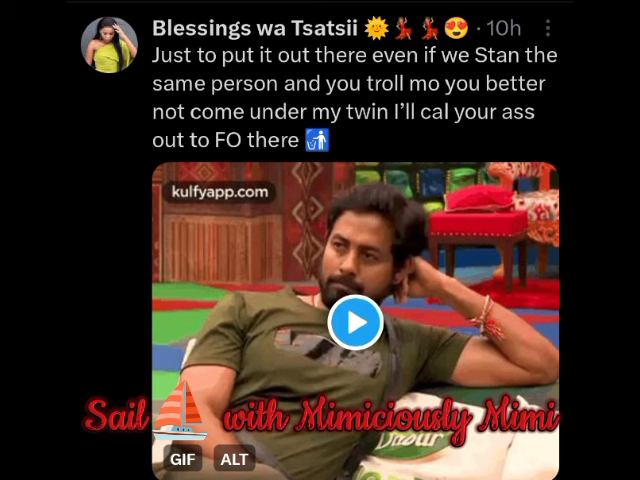 Blessings wa Tsatsii 🌞💃🏾💃🏾😍 · 10h
Just to put it out there even if we Stan the
same person and you troll mo you better
not come under my twin I’ll cal your ass
out to FO there 🚮
kulfyapp.com
Sail ⛵ with Mimiciously Mimi
Dabur
GIF ALT